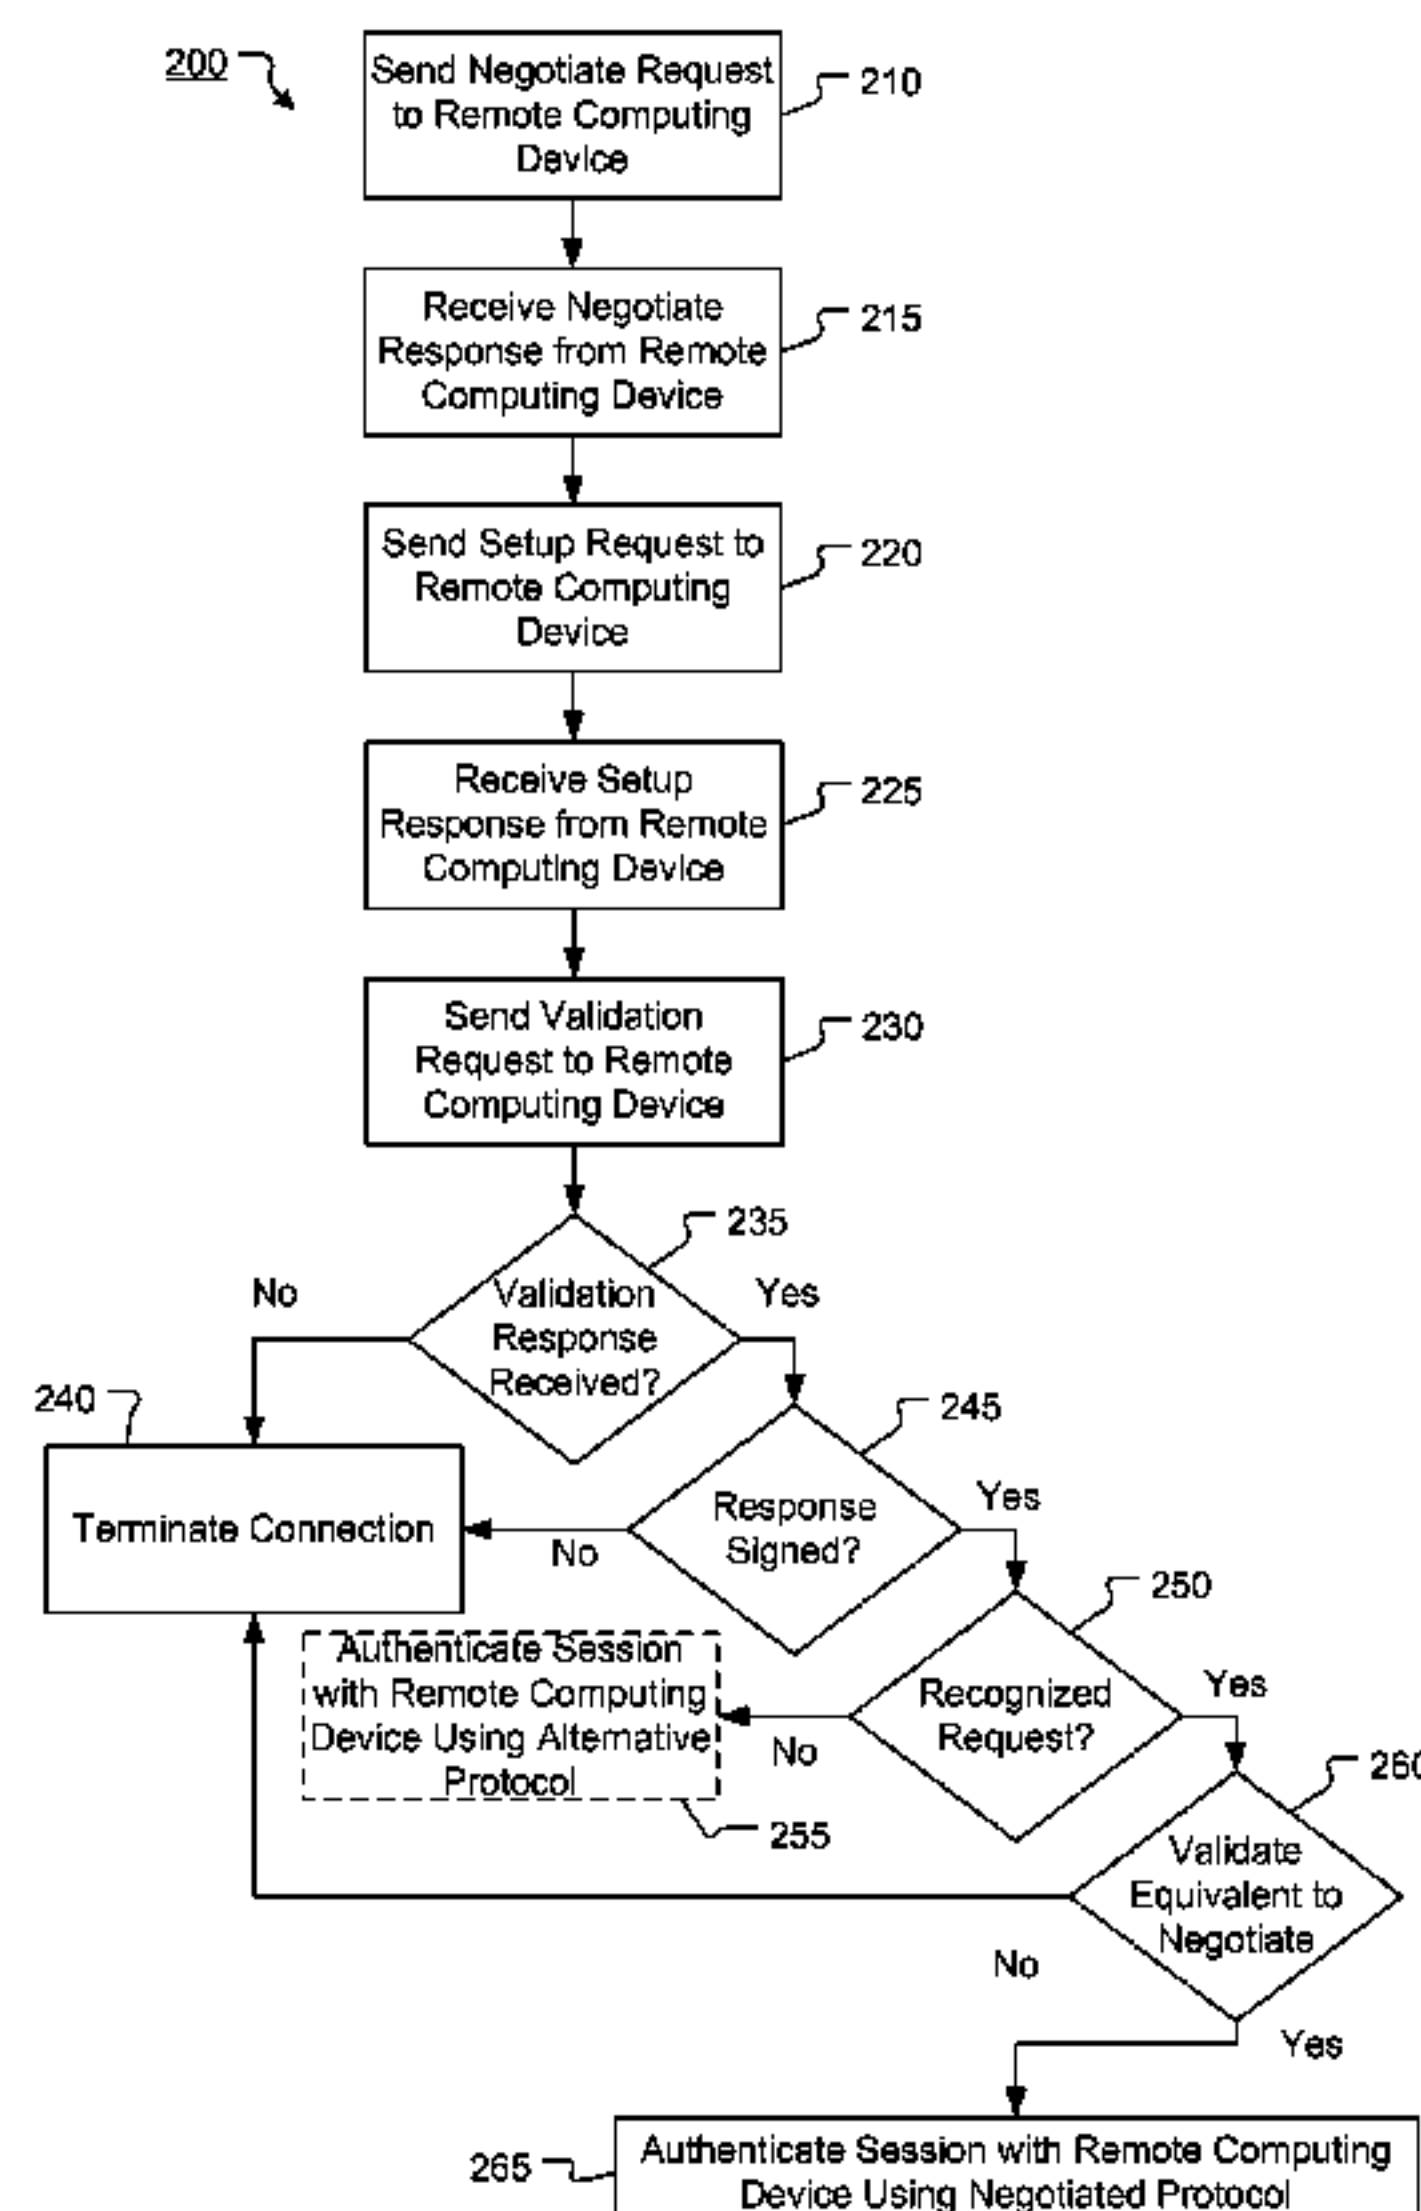 200
Send Negotiate Request
to Remote Computing
Device
210
Receive Negotiate
Response from Remote
Computing Device
215
Send Setup Request to
Remote Computing
Device
220
Receive Setup
Response from Remote
Computing Device
225
Send Validation
Request to Remote
Computing Device
230
235
No
Validation
Response
Received?
Yes
240
245
Terminate Connection
No
Response
Signed?
Yes
250
Authenticate Session
with Remote Computing
Device Using Alternative
Protocol
255
No
Recognized
Request?
Yes
260
Validate
Equivalent to
Negotiate
No
Yes
265
Authenticate Session with Remote Computing
Device Using Negotiated Protocol